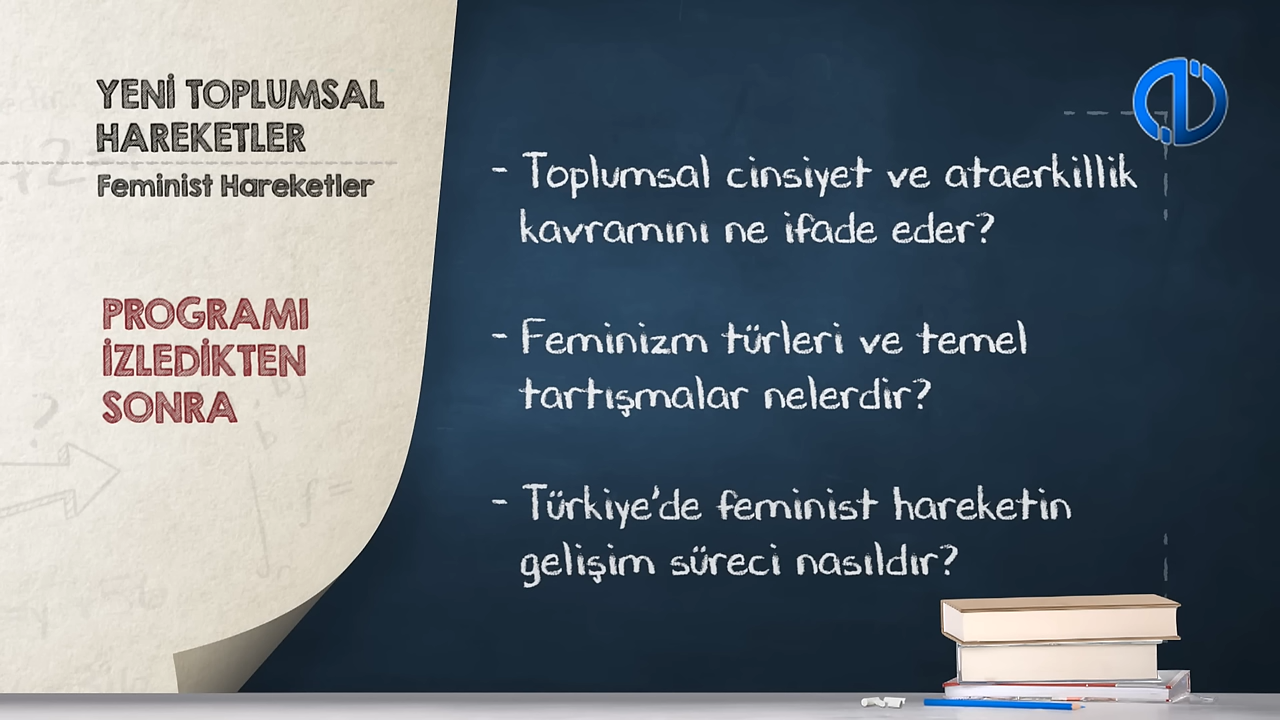 YENİ TOPLUMSAL
HAREKETLER
Feminist Hareketler
PROGRAMI
İZLEDİKTEN
SONRA
- Toplumsal cinsiyet ve ataerkillik
kavramını ne ifade eder?
- Feminizm türleri ve temel
tartışmalar nelerdir?
- Türkiye'de feminist hareketin
gelişim süreci nasıldır?